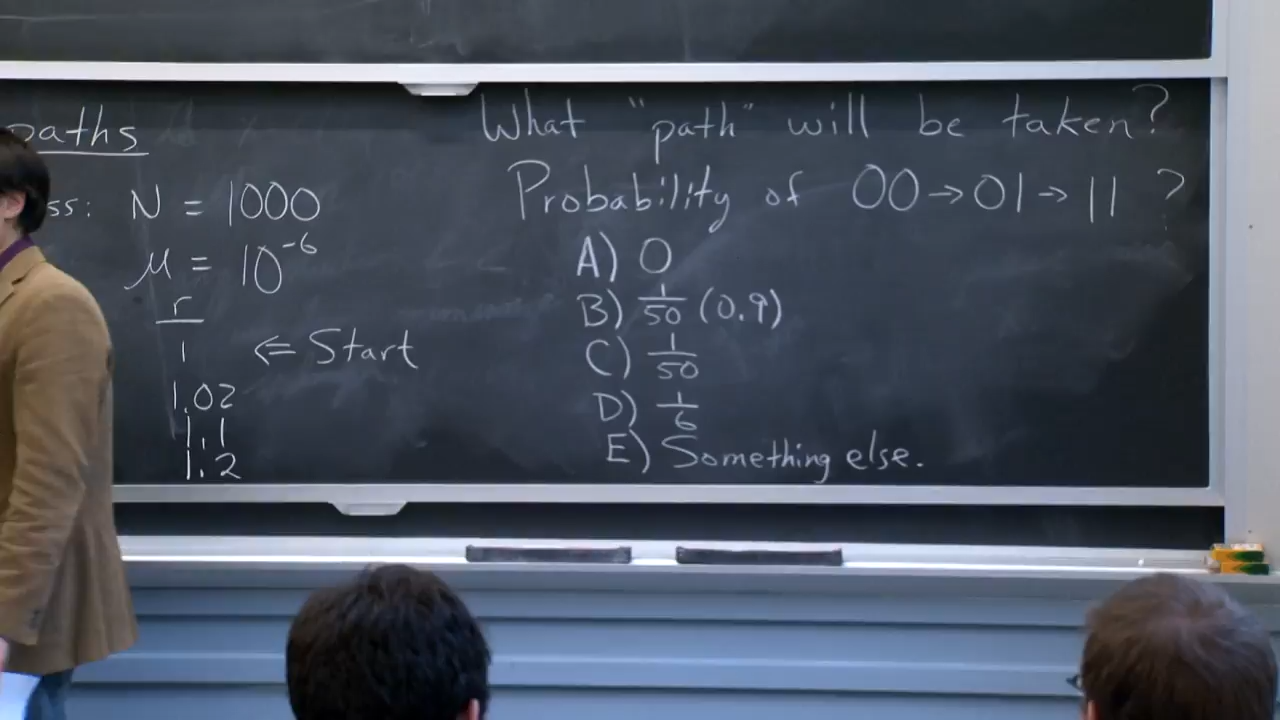 paths
ss: N = 1000
μ = 10⁻⁶
r
1 ⇐ Start
1.02
1.1
1.2
What "path" will be taken?
Probability of 00→01→11 ?
A) 0
B) 1/50 (0.9)
C) 1/50
D) 1/6
E) Something else.